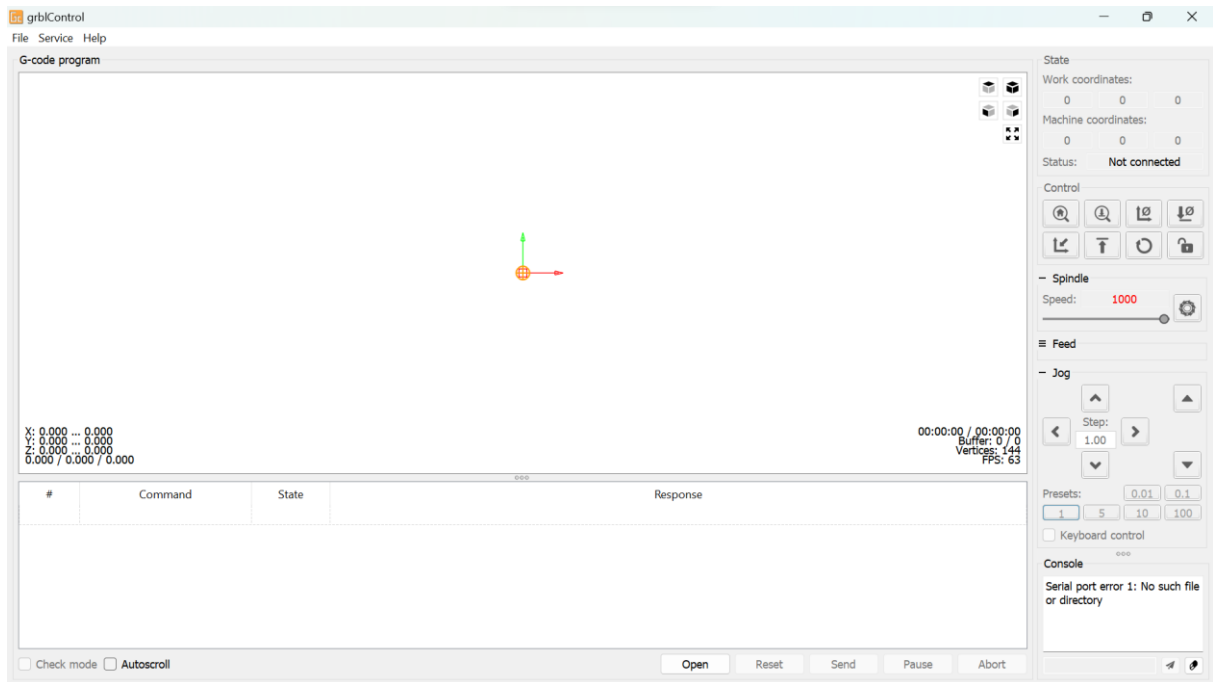 grblControl
File Service Help
G-code program
X: 0.000 ... 0.000
Y: 0.000 ... 0.000
Z: 0.000 ... 0.000
0.000 / 0.000 / 0.000
00:00:00 / 00:00:00
Buffer: 0 / 0
Vertices: 144
FPS: 63
# Command State Response
Check mode Autoscroll Open Reset Send Pause Abort
State
Work coordinates:
0 0 0
Machine coordinates:
0 0 0
Status: Not connected
Control
Spindle
Speed: 1000
Feed
Jog
Step:
1.00
Presets: 0.01 0.1
1 5 10 100
Keyboard control
Console
Serial port error 1: No such file
or directory